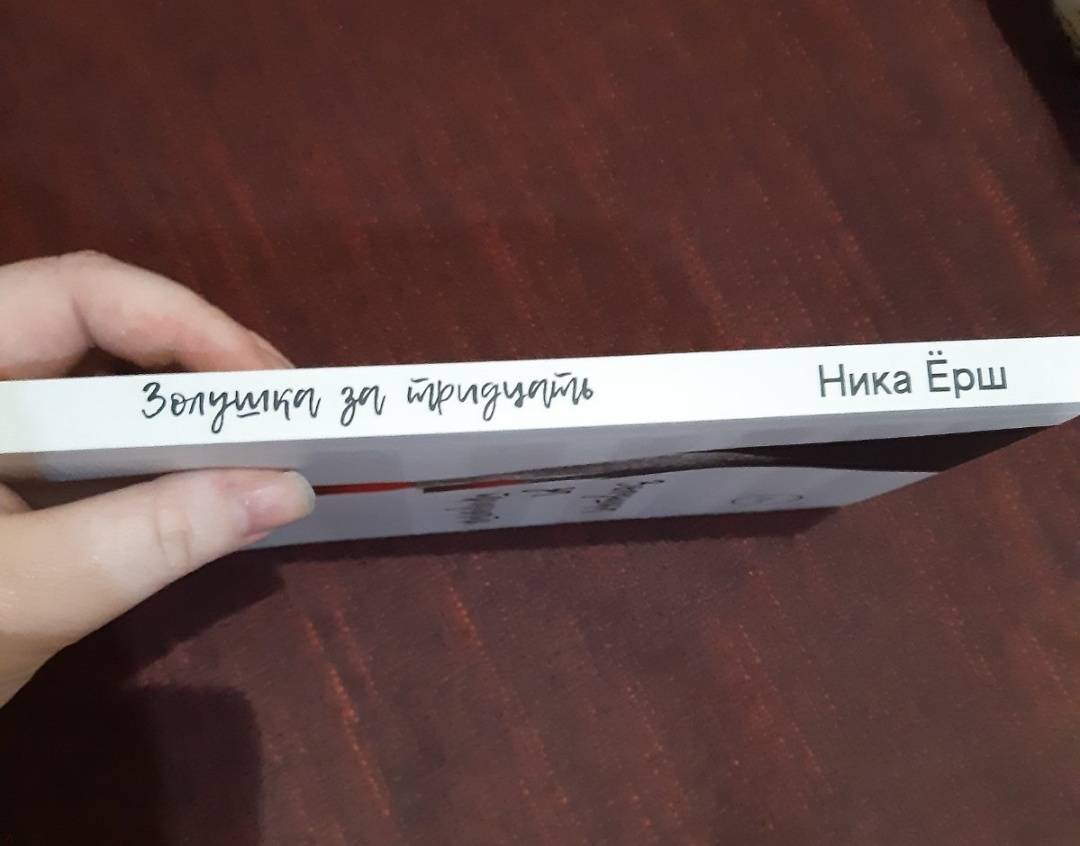 Золушка за тридцать
Ника Ёрш